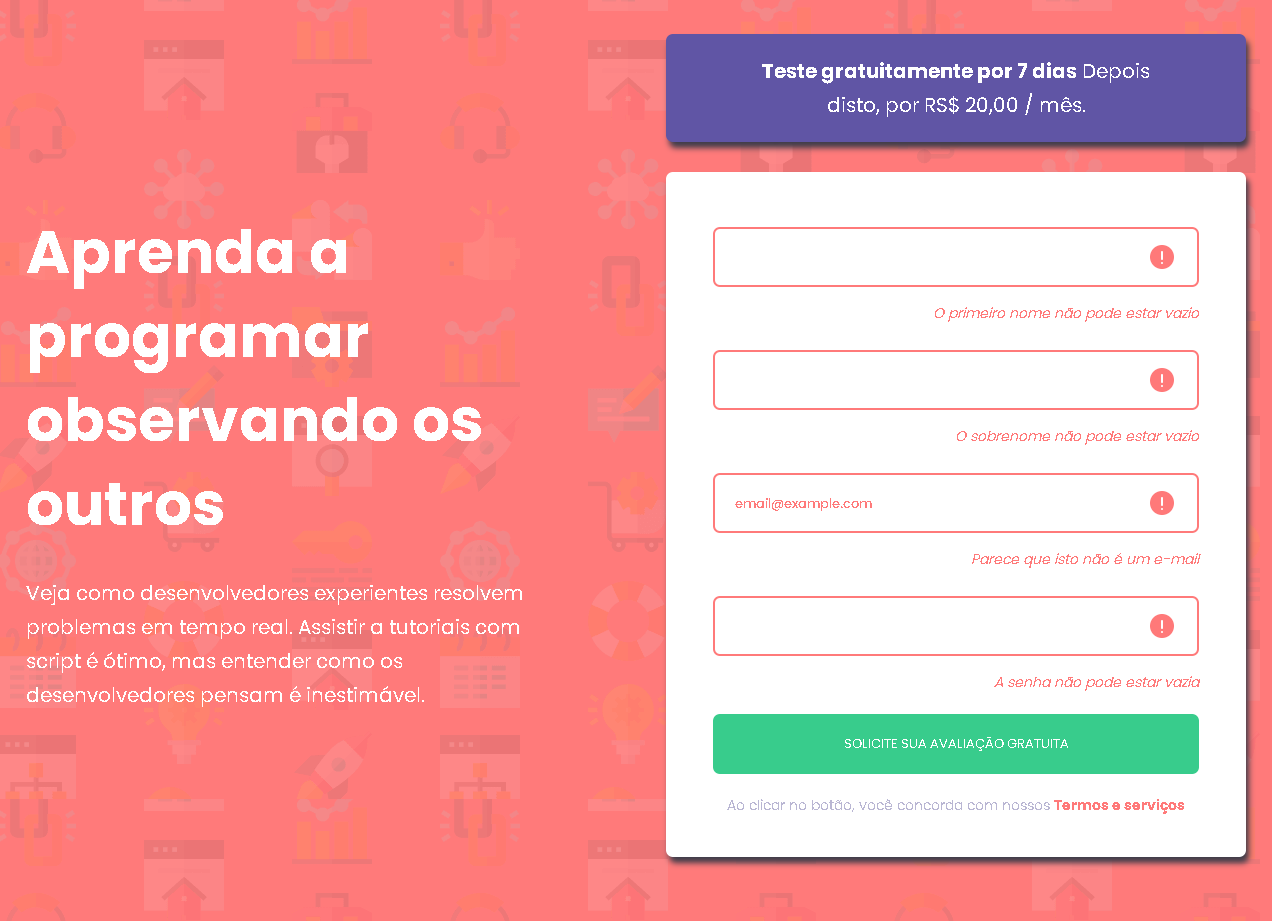 Aprenda a
programar
observando os
outros
Veja como desenvolvedores experientes resolvem
problemas em tempo real. Assistir a tutoriais com
script é ótimo, mas entender como os
desenvolvedores pensam é inestimável.
Teste gratuitamente por 7 dias Depois
disto, por RS$ 20,00 / mês.
!
O primeiro nome não pode estar vazio
!
O sobrenome não pode estar vazio
email@example.com !
Parece que isto não é um e-mail
!
A senha não pode estar vazia
SOLICITE SUA AVALIAÇÃO GRATUITA
Ao clicar no botão, você concorda com nossos Termos e serviços